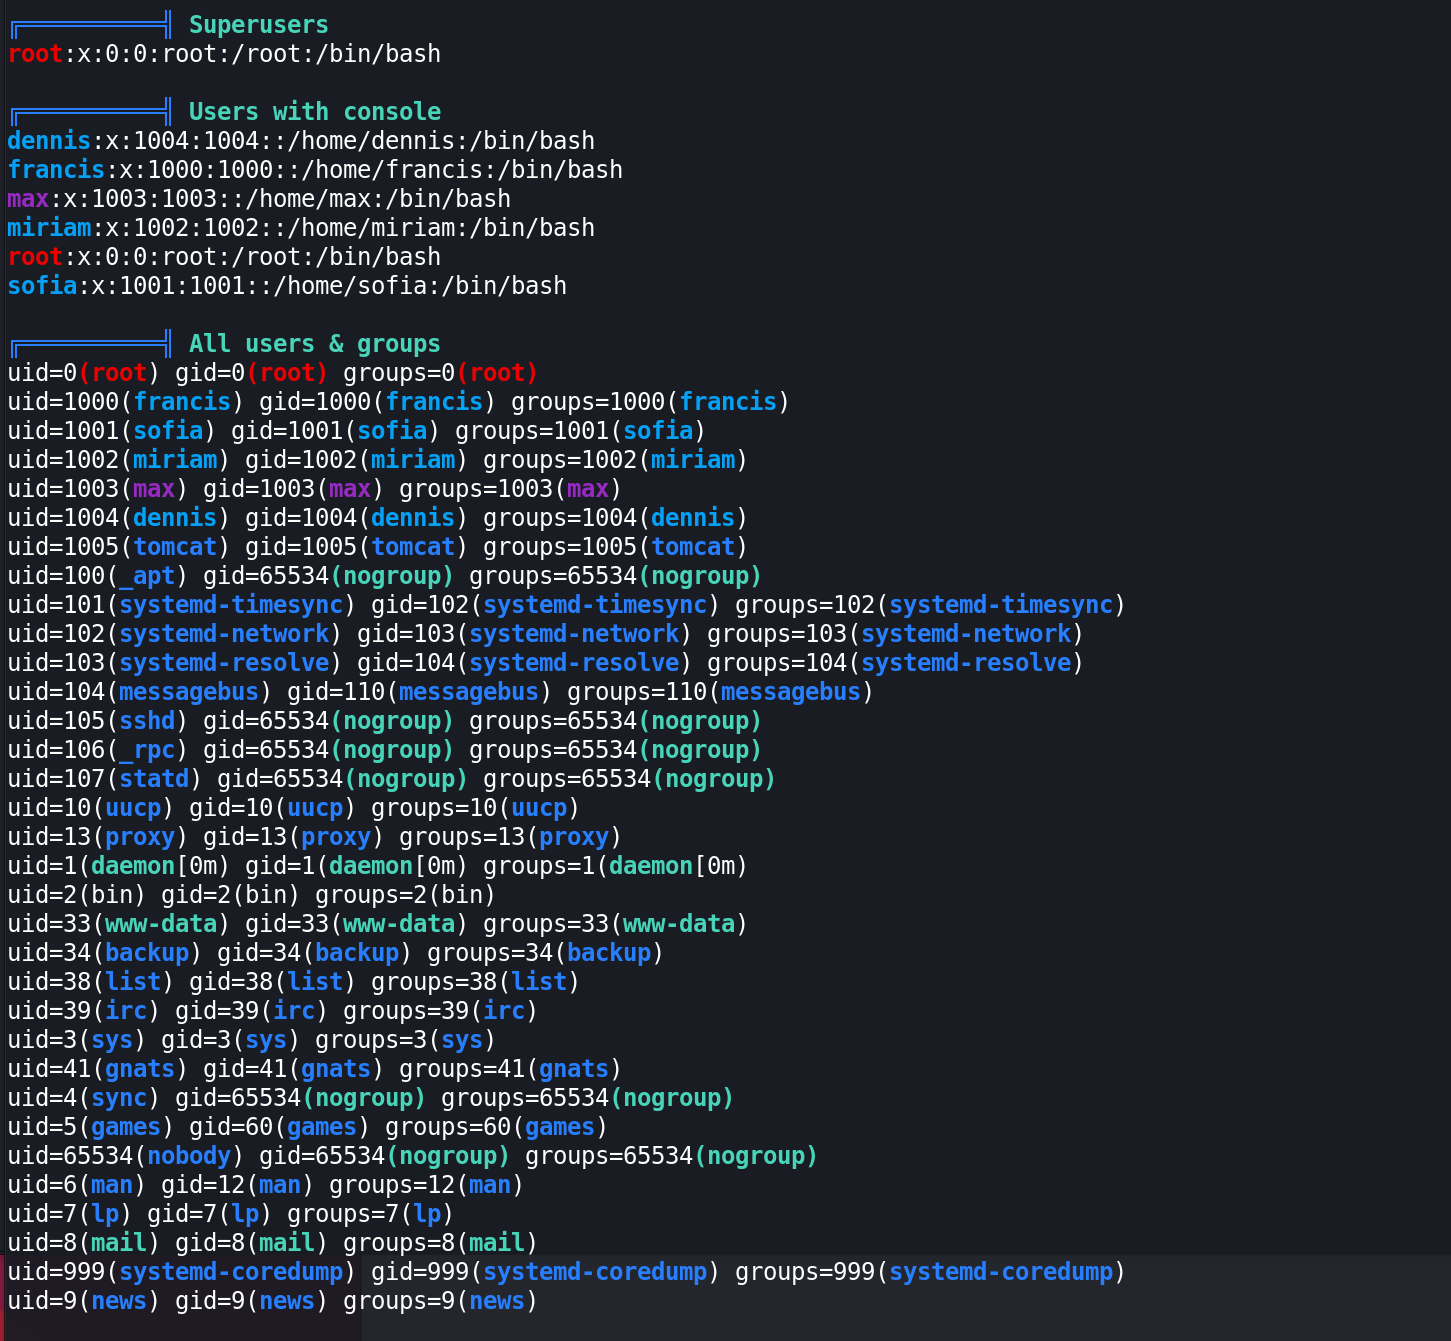 ╔══════════╣ Superusers
root:x:0:0:root:/root:/bin/bash

╔══════════╣ Users with console
dennis:x:1004:1004::/home/dennis:/bin/bash
francis:x:1000:1000::/home/francis:/bin/bash
max:x:1003:1003::/home/max:/bin/bash
miriam:x:1002:1002::/home/miriam:/bin/bash
root:x:0:0:root:/root:/bin/bash
sofia:x:1001:1001::/home/sofia:/bin/bash

╔══════════╣ All users & groups
uid=0(root) gid=0(root) groups=0(root)
uid=1000(francis) gid=1000(francis) groups=1000(francis)
uid=1001(sofia) gid=1001(sofia) groups=1001(sofia)
uid=1002(miriam) gid=1002(miriam) groups=1002(miriam)
uid=1003(max) gid=1003(max) groups=1003(max)
uid=1004(dennis) gid=1004(dennis) groups=1004(dennis)
uid=1005(tomcat) gid=1005(tomcat) groups=1005(tomcat)
uid=100(_apt) gid=65534(nogroup) groups=65534(nogroup)
uid=101(systemd-timesync) gid=102(systemd-timesync) groups=102(systemd-timesync)
uid=102(systemd-network) gid=103(systemd-network) groups=103(systemd-network)
uid=103(systemd-resolve) gid=104(systemd-resolve) groups=104(systemd-resolve)
uid=104(messagebus) gid=110(messagebus) groups=110(messagebus)
uid=105(sshd) gid=65534(nogroup) groups=65534(nogroup)
uid=106(_rpc) gid=65534(nogroup) groups=65534(nogroup)
uid=107(statd) gid=65534(nogroup) groups=65534(nogroup)
uid=10(uucp) gid=10(uucp) groups=10(uucp)
uid=13(proxy) gid=13(proxy) groups=13(proxy)
uid=1(daemon[0m) gid=1(daemon[0m) groups=1(daemon[0m)
uid=2(bin) gid=2(bin) groups=2(bin)
uid=33(www-data) gid=33(www-data) groups=33(www-data)
uid=34(backup) gid=34(backup) groups=34(backup)
uid=38(list) gid=38(list) groups=38(list)
uid=39(irc) gid=39(irc) groups=39(irc)
uid=3(sys) gid=3(sys) groups=3(sys)
uid=41(gnats) gid=41(gnats) groups=41(gnats)
uid=4(sync) gid=65534(nogroup) groups=65534(nogroup)
uid=5(games) gid=60(games) groups=60(games)
uid=65534(nobody) gid=65534(nogroup) groups=65534(nogroup)
uid=6(man) gid=12(man) groups=12(man)
uid=7(lp) gid=7(lp) groups=7(lp)
uid=8(mail) gid=8(mail) groups=8(mail)
uid=999(systemd-coredump) gid=999(systemd-coredump) groups=999(systemd-coredump)
uid=9(news) gid=9(news) groups=9(news)